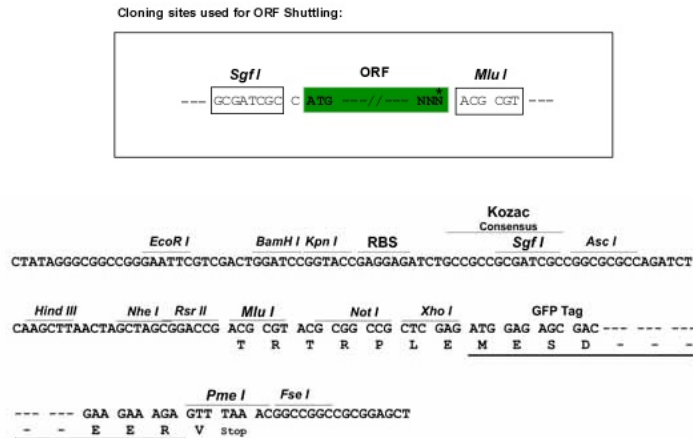 Cloning sites used for ORF Shuttling:
Sgf I ORF Mlu I
--- GCGATCGC C ATG ---//--- NNN* ACG CGT ---
Kozac
Consensus
EcoR I BamH I Kpn I RBS Sgf I Asc I
CTATAGGGCGGCCGGGAATTCGTCGACTGGATCCGGTACCGAGGAGATCTGCCGCCGCGATCGCCGGCGCGCCAGATCT
Hind III Nhe I Rsr II Mlu I Not I Xho I GFP Tag
CAAGCTTAACTAGCTAGCGGACCG ACG CGT ACG CGG CCG CTC GAG ATG GAG AGC GAC--- ------
T R T R P L E M E S D - - -
Pme I Fse I
--- --- GAA GAA AGA GTT TAA ACGGCCGGCCGCGGAGCT
- - E E R V Stop